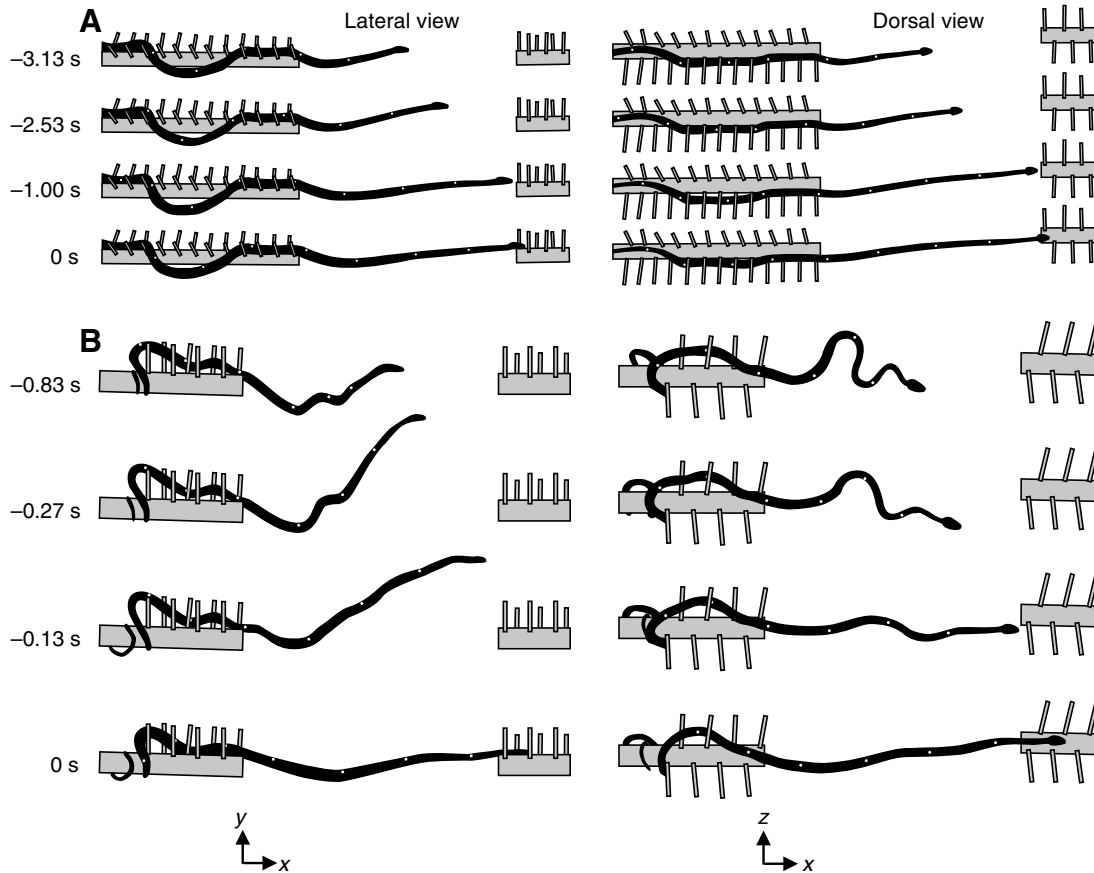 A
Lateral view
Dorsal view
–3.13 s
–2.53 s
–1.00 s
0 s
B
–0.83 s
–0.27 s
–0.13 s
0 s
y
x
z
x